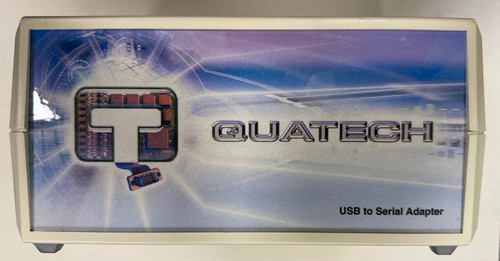 T
QUATECH
USB to Serial Adapter